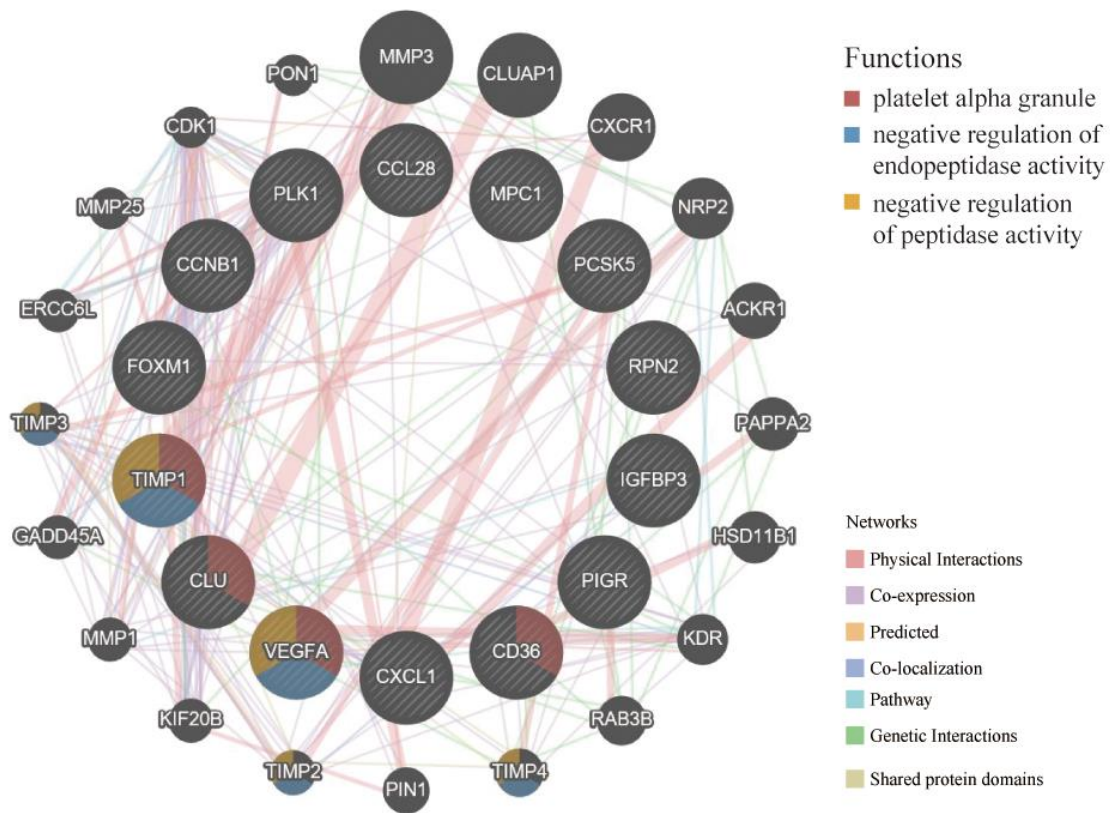 MMP3
CLUAP1
PON1
CXCR1
CDK1
CCL28
PLK1
MPC1
MMP25
NRP2
CCNB1
PCSK5
ERCC6L
ACKR1
FOXM1
RPN2
TIMP3
PAPPA2
TIMP1
IGFBP3
GADD45A
HSD11B1
CLU
PIGR
MMP1
KDR
VEGFA
CD36
CXCL1
KIF20B
RAB3B
TIMP2
TIMP4
PIN1
Functions
platelet alpha granule
negative regulation of
endopeptidase activity
negative regulation
of peptidase activity
Networks
Physical Interactions
Co-expression
Predicted
Co-localization
Pathway
Genetic Interactions
Shared protein domains